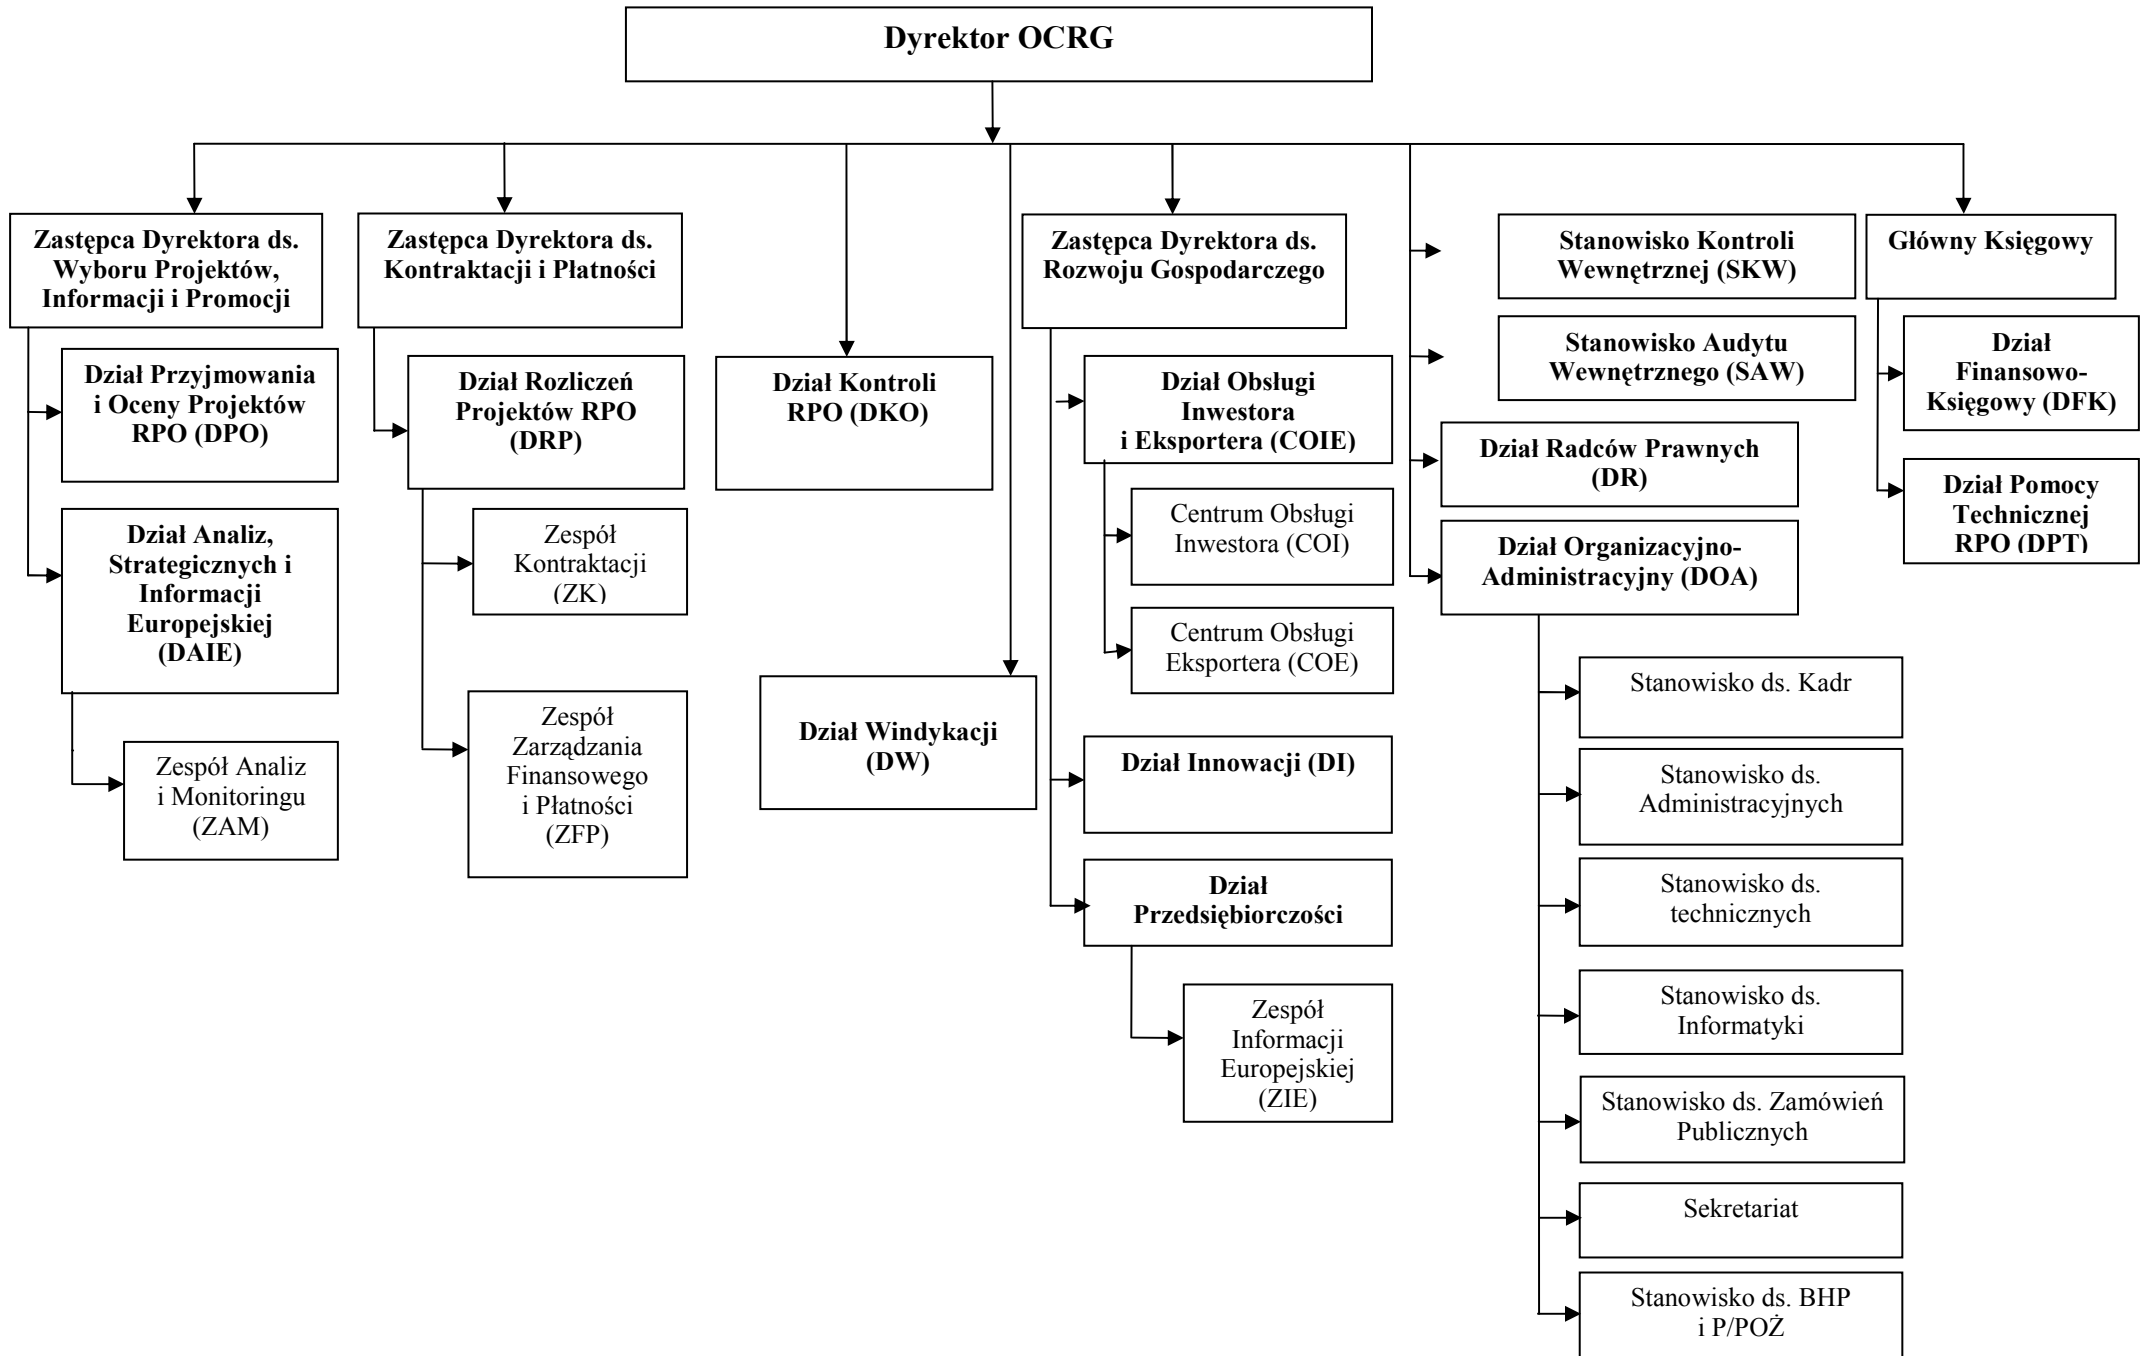 Dyrektor OCRG
Zastępca Dyrektora ds.
Wyboru Projektów,
Informacji i Promocji
Dział Przyjmowania
i Oceny Projektów
RPO (DPO)
Dział Analiz,
Strategicznych i
Informacji
Europejskiej
(DAIE)
Zespół Analiz
i Monitoringu
(ZAM)
Zastępca Dyrektora ds.
Kontraktacji i Płatności
Dział Rozliczeń
Projektów RPO
(DRP)
Zespół
Kontraktacji
(ZK)
Zespół
Zarządzania
Finansowego
i Płatności
(ZFP)
Dział Kontroli
RPO (DKO)
Dział Windykacji
(DW)
Zastępca Dyrektora ds.
Rozwoju Gospodarczego
Dział Obsługi
Inwestora
i Eksportera (COIE)
Centrum Obsługi
Inwestora (COI)
Centrum Obsługi
Eksportera (COE)
Dział Innowacji (DI)
Dział
Przedsiębiorczości
Zespół
Informacji
Europejskiej
(ZIE)
Stanowisko Kontroli
Wewnętrznej (SKW)
Stanowisko Audytu
Wewnętrznego (SAW)
Dział Radców Prawnych
(DR)
Dział Organizacyjno-
Administracyjny (DOA)
Stanowisko ds. Kadr
Stanowisko ds.
Administracyjnych
Stanowisko ds.
technicznych
Stanowisko ds.
Informatyki
Stanowisko ds. Zamówień
Publicznych
Sekretariat
Stanowisko ds. BHP
i P/POŻ
Główny Księgowy
Dział
Finansowo-
Księgowy (DFK)
Dział Pomocy
Technicznej
RPO (DPT)